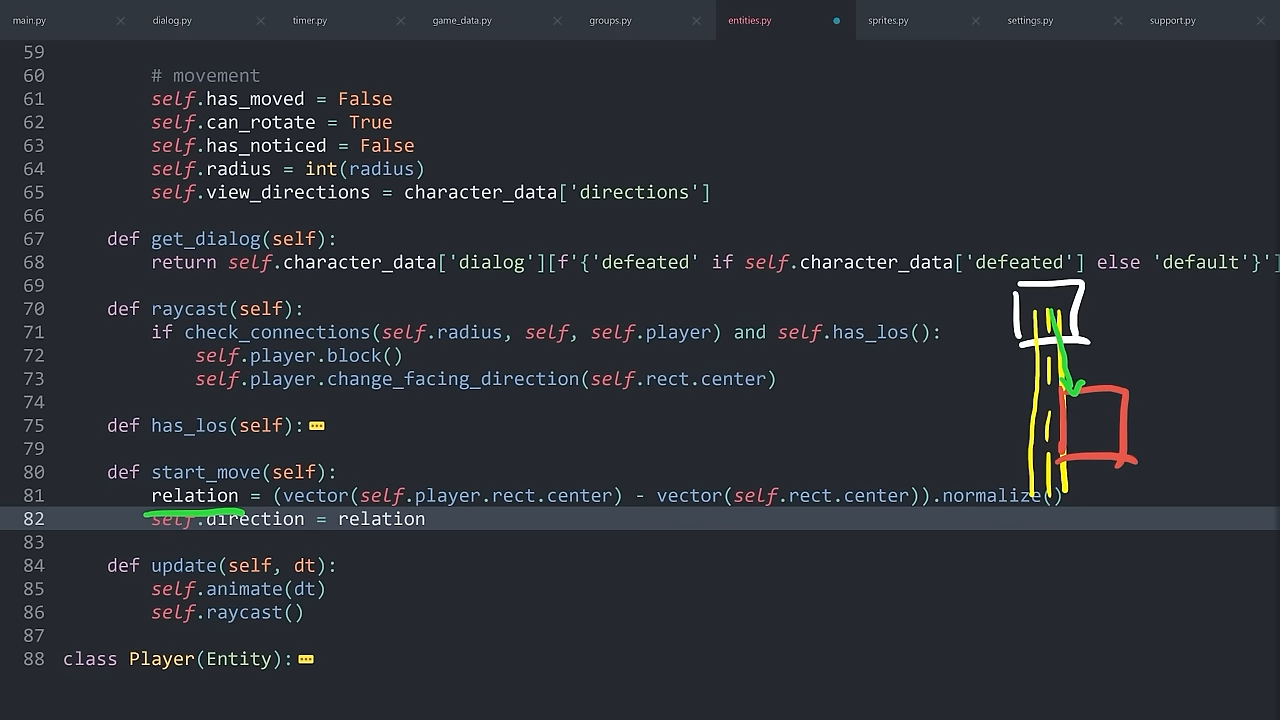 main.py dialog.py timer.py game_data.py groups.py entities.py sprites.py settings.py support.py
59
60 # movement
61 self.has_moved = False
62 self.can_rotate = True
63 self.has_noticed = False
64 self.radius = int(radius)
65 self.view_directions = character_data['directions']
66
67 def get_dialog(self):
68 return self.character_data['dialog'][f'{'defeated' if self.character_data['defeated'] else 'default'}']
69
70 def raycast(self):
71 if check_connections(self.radius, self, self.player) and self.has_los():
72 self.player.block()
73 self.player.change_facing_direction(self.rect.center)
74
75 def has_los(self):
79
80 def start_move(self):
81 relation = (vector(self.player.rect.center) - vector(self.rect.center)).normalize()
82 self.direction = relation
83
84 def update(self, dt):
85 self.animate(dt)
86 self.raycast()
87
88 class Player(Entity):